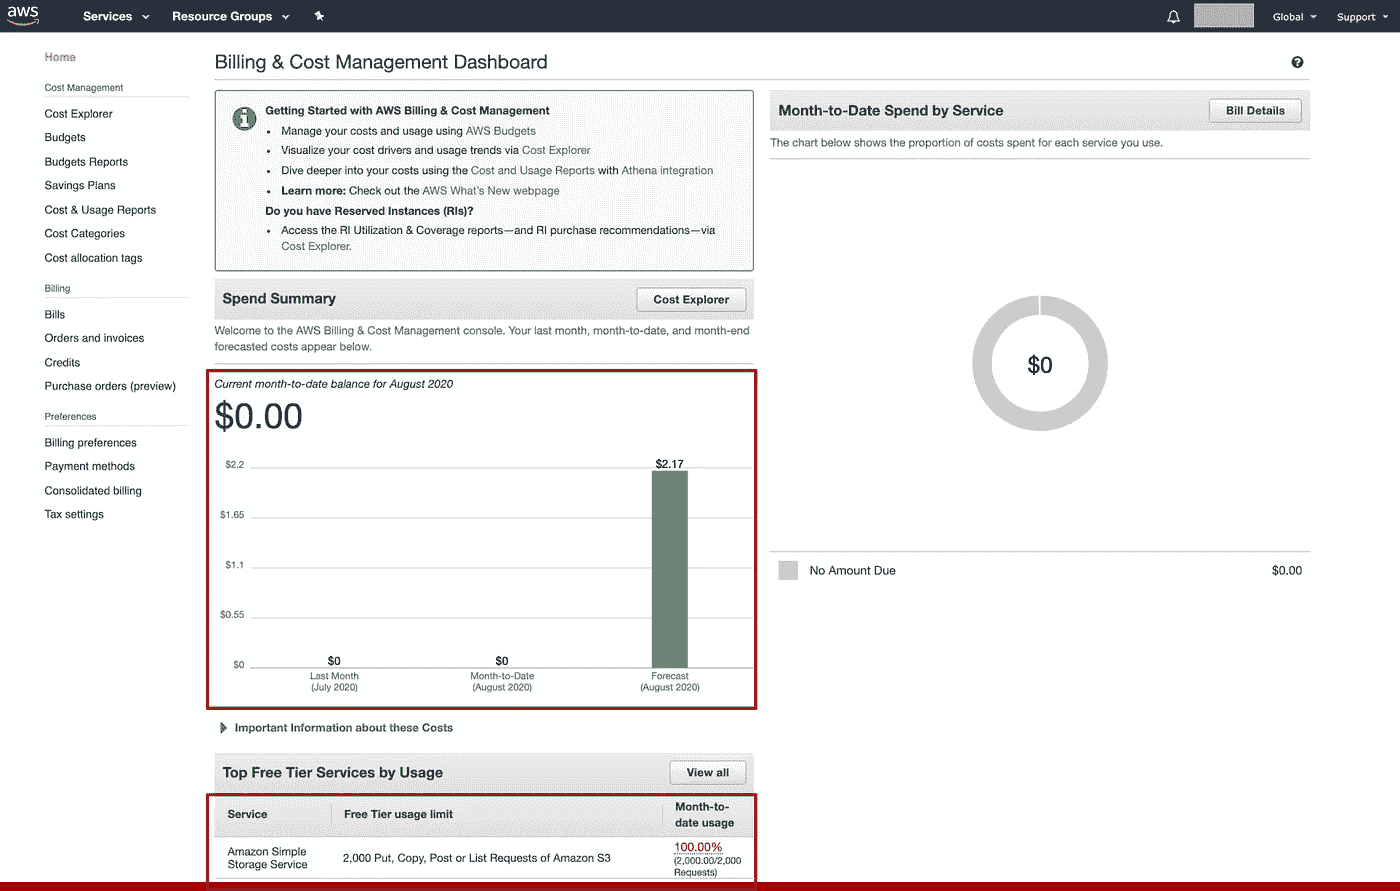 aws
Services
Resource Groups
Global
Support
Home
Cost Management
Cost Explorer
Budgets
Budgets Reports
Savings Plans
Cost & Usage Reports
Cost Categories
Cost allocation tags
Billing
Bills
Orders and invoices
Credits
Purchase orders (preview)
Preferences
Billing preferences
Payment methods
Consolidated billing
Tax settings
Billing & Cost Management Dashboard
?
i
Getting Started with AWS Billing & Cost Management
• Manage your costs and usage using AWS Budgets
• Visualize your cost drivers and usage trends via Cost Explorer
• Dive deeper into your costs using the Cost and Usage Reports with Athena integration
• Learn more: Check out the AWS What's New webpage
Do you have Reserved Instances (RIs)?
• Access the RI Utilization & Coverage reports—and RI purchase recommendations—via
Cost Explorer.
Spend Summary
Cost Explorer
Welcome to the AWS Billing & Cost Management console. Your last month, month-to-date, and month-end
forecasted costs appear below.
Current month-to-date balance for August 2020
$0.00
$2.2
$1.65
$1.1
$0.55
$0
$0
$0
$2.17
Last Month
(July 2020)
Month-to-Date
(August 2020)
Forecast
(August 2020)
Important Information about these Costs
Top Free Tier Services by Usage
View all
Service
Free Tier usage limit
Month-to-
date usage
Amazon Simple
Storage Service
2,000 Put, Copy, Post or List Requests of Amazon S3
100.00%
(2,000.00/2,000
Requests)
Month-to-Date Spend by Service
Bill Details
The chart below shows the proportion of costs spent for each service you use.
$0
No Amount Due
$0.00